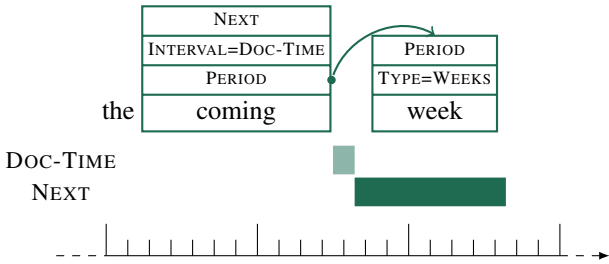 NEXT
INTERVAL=DOC-TIME PERIOD
PERIOD TYPE=WEEKS
the coming week
DOC-TIME
NEXT